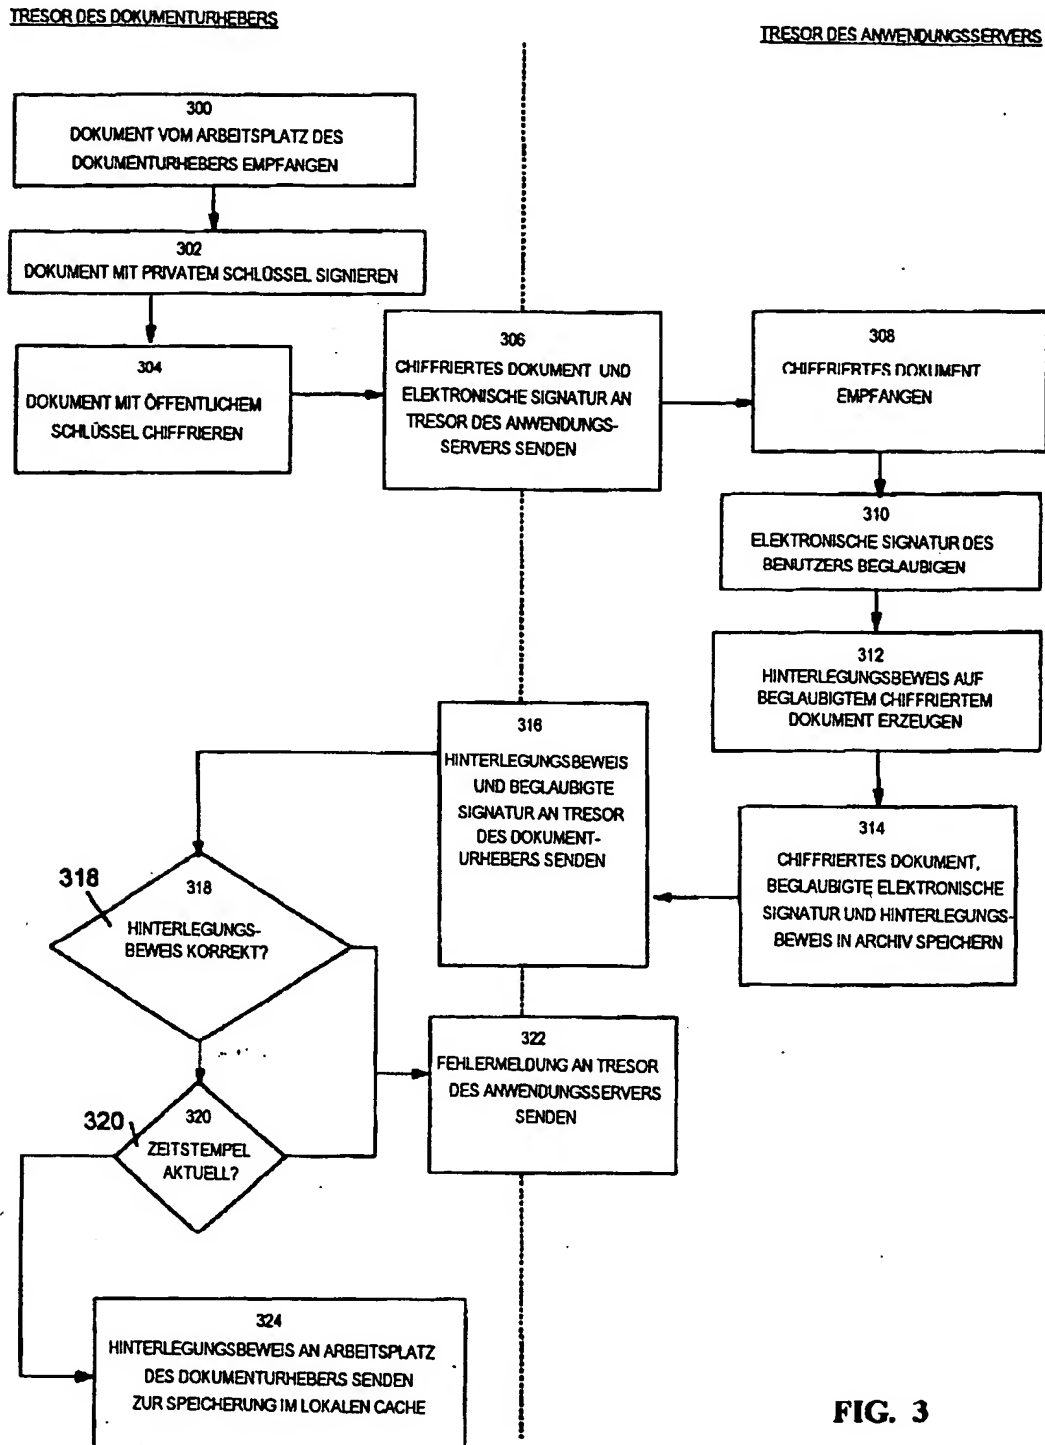 TRESOR DES DOKUMENTURHEBERS
TRESOR DES ANWENDUNGSSERVERS
300
DOKUMENT VOM ARBEITSPLATZ DES
DOKUMENTURHEBERS EMPFANGEN
302
DOKUMENT MIT PRIVATEM SCHLÜSSEL SIGNIEREN
304
DOKUMENT MIT ÖFFENTLICHEM
SCHLÜSSEL CHIFFRIEREN
306
CHIFFRIERTES DOKUMENT UND
ELEKTRONISCHE SIGNATUR AN
TRESOR DES ANWENDUNGS-
SERVERS SENDEN
308
CHIFFRIERTES DOKUMENT
EMPFANGEN
310
ELEKTRONISCHE SIGNATUR DES
BENUTZERS BEGLAUBIGEN
312
HINTERLEGUNGSBEWEIS AUF
BEGLAUBIGTEM CHIFFRIERTEM
DOKUMENT ERZEUGEN
314
CHIFFRIERTES DOKUMENT,
BEGLAUBIGTE ELEKTRONISCHE
SIGNATUR UND HINTERLEGUNGS-
BEWEIS IN ARCHIV SPEICHERN
316
HINTERLEGUNGSBEWEIS
UND BEGLAUBIGTE
SIGNATUR AN TRESOR
DES DOKUMENT-
URHEBERS SENDEN
318
318
HINTERLEGUNGS-
BEWEIS KORREKT?
320
320
ZEITSTEMPEL
AKTUELL?
322
FEHLERMELDUNG AN TRESOR
DES ANWENDUNGSSERVERS
SENDEN
324
HINTERLEGUNGSBEWEIS AN ARBEITSPLATZ
DES DOKUMENTURHEBERS SENDEN
ZUR SPEICHERUNG IM LOKALEN CACHE
FIG. 3